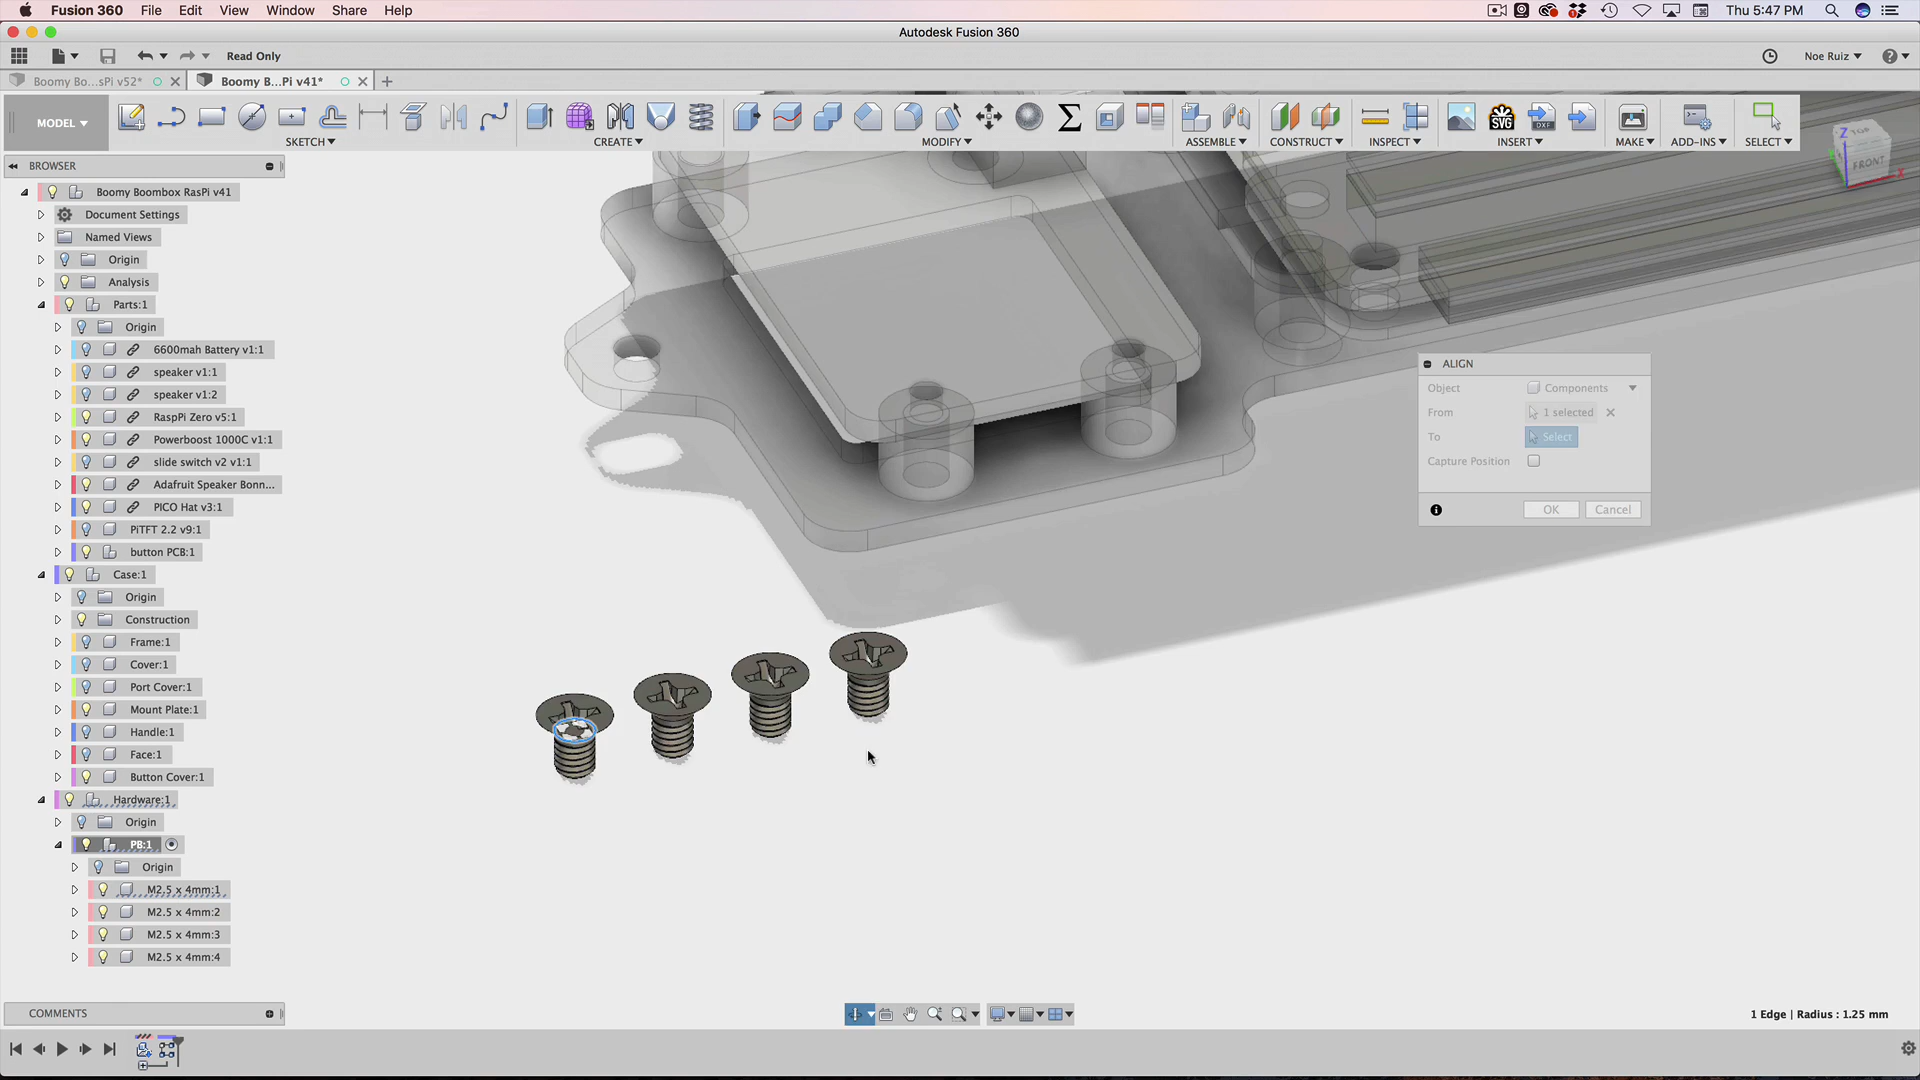 Fusion 360 File Edit View Window Share Help Thu 5:47 PM
Autodesk Fusion 360
Read Only Noe Ruiz
Boomy Bo...sPi v52* Boomy B...Pi v41*
MODEL SKETCH CREATE MODIFY ASSEMBLE CONSTRUCT INSPECT INSERT MAKE ADD-INS SELECT
SVG DXF
TOP
FRONT
Z X
BROWSER
Boomy Boombox RasPi v41
Document Settings
Named Views
Origin
Analysis
Parts:1
Origin
6600mah Battery v1:1
speaker v1:1
speaker v1:2
RaspPi Zero v5:1
Powerboost 1000C v1:1
slide switch v2 v1:1
Adafruit Speaker Bonn...
PICO Hat v3:1
PiTFT 2.2 v9:1
button PCB:1
Case:1
Origin
Construction
Frame:1
Cover:1
Port Cover:1
Mount Plate:1
Handle:1
Face:1
Button Cover:1
Hardware:1
Origin
PB:1
Origin
M2.5 x 4mm:1
M2.5 x 4mm:2
M2.5 x 4mm:3
M2.5 x 4mm:4
ALIGN
Object Components
From 1 selected
To Select
Capture Position
OK Cancel
COMMENTS
1 Edge | Radius : 1.25 mm